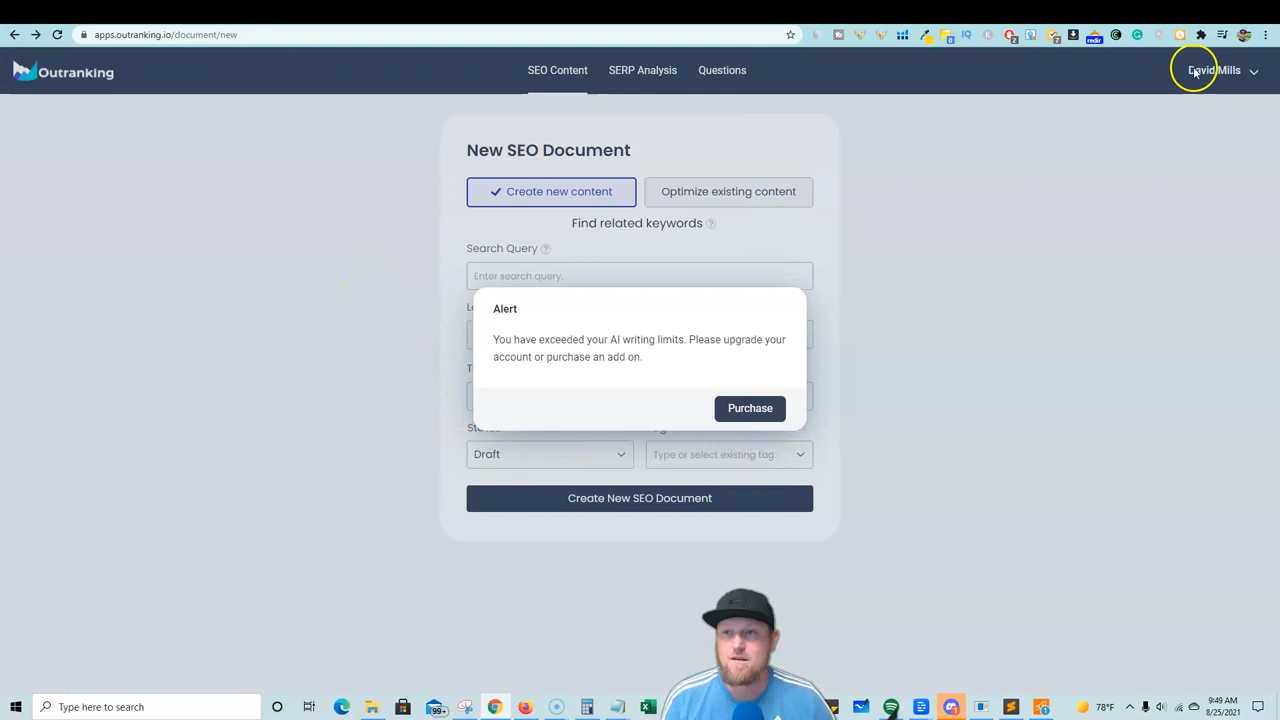 apps.outranking.io/document/new
Outranking
SEO Content
SERP Analysis
Questions
David Mills
New SEO Document
Create new content
Optimize existing content
Find related keywords
Search Query
Enter search query.
Alert
You have exceeded your AI writing limits. Please upgrade your
account or purchase an add on.
Purchase
Draft
Type or select existing tag.
Create New SEO Document
Type here to search
99+
78°F
9:49 AM
8/25/2021